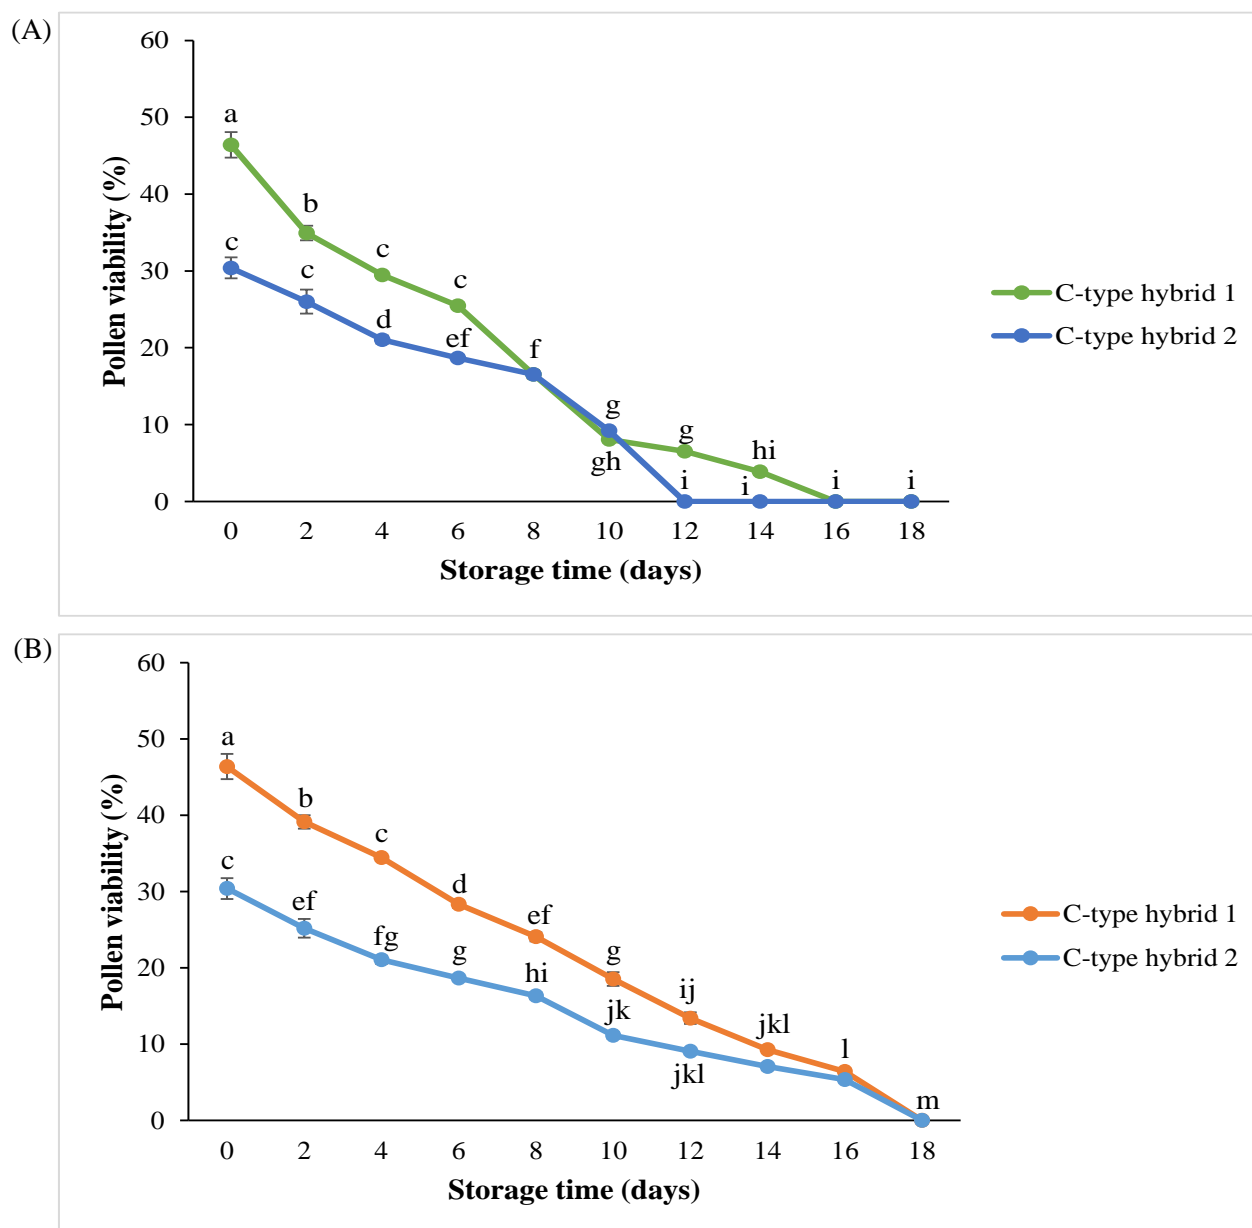 (A)
60
50
40
30
20
10
0
Pollen viability (%)
a
b
c
c
c
c
d
ef
f
g
gh
g
hi
i
i
i
i
0 2 4 6 8 10 12 14 16 18
Storage time (days)
C-type hybrid 1
C-type hybrid 2
(B)
60
50
40
30
20
10
0
Pollen viability (%)
a
b
c
d
ef
g
ij
jkl
l
m
c
ef
fg
g
hi
jk
jkl
0 2 4 6 8 10 12 14 16 18
Storage time (days)
C-type hybrid 1
C-type hybrid 2